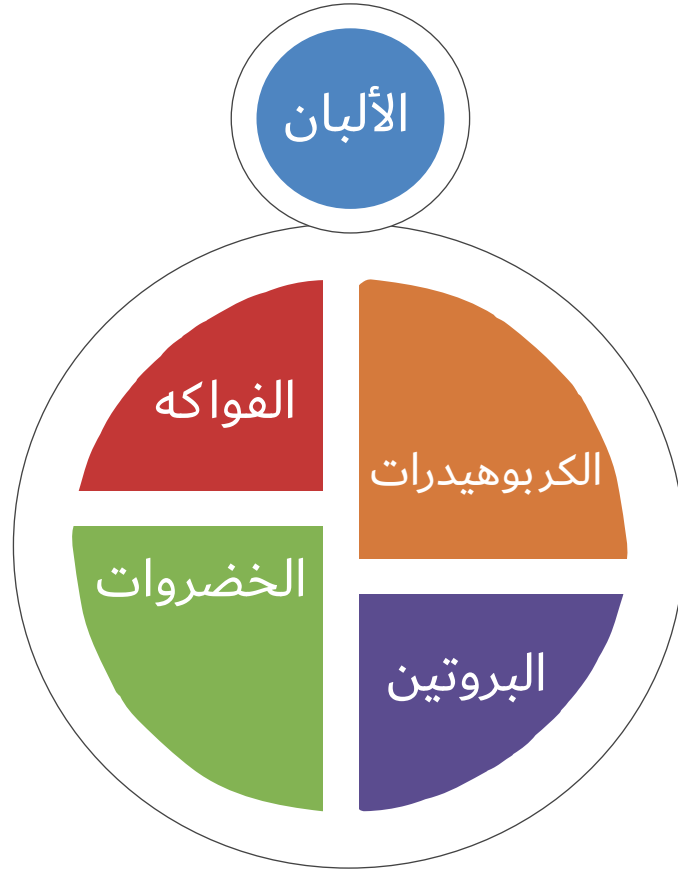 الألبان
الفواكه
الكربوهيدرات
الخضروات
البروتين